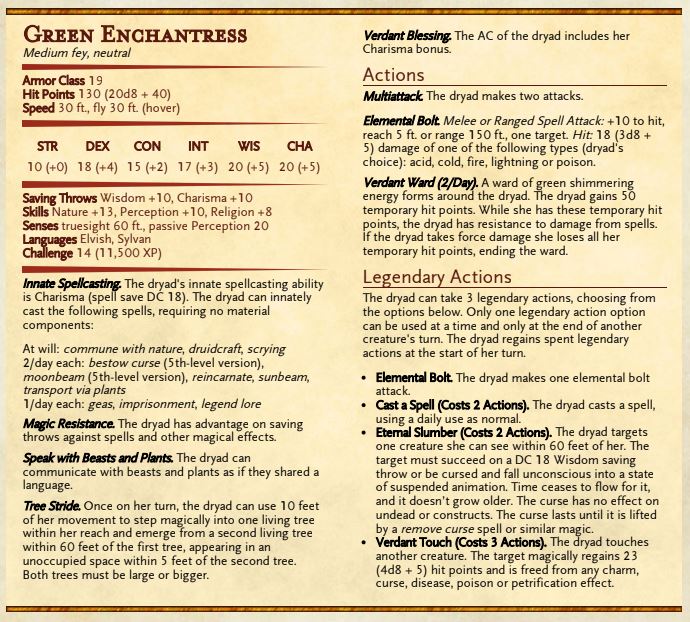 Green Enchantress
Medium fey, neutral
Armor Class 19
Hit Points 130 (20d8 + 40)
Speed 30 ft., fly 30 ft. (hover)
STR DEX CON INT WIS CHA
10 (+0) 18 (+4) 15 (+2) 17 (+3) 20 (+5) 20 (+5)
Saving Throws Wisdom +10, Charisma +10
Skills Nature +13, Perception +10, Religion +8
Senses truesight 60 ft., passive Perception 20
Languages Elvish, Sylvan
Challenge 14 (11,500 XP)
Innate Spellcasting. The dryad's innate spellcasting ability
is Charisma (spell save DC 18). The dryad can innately
cast the following spells, requiring no material
components:
At will: commune with nature, druidcraft, scrying
2/day each: bestow curse (5th-level version),
moonbeam (5th-level version), reincarnate, sunbeam,
transport via plants
1/day each: geas, imprisonment, legend lore
Magic Resistance. The dryad has advantage on saving
throws against spells and other magical effects.
Speak with Beasts and Plants. The dryad can
communicate with beasts and plants as if they shared a
language.
Tree Stride. Once on her turn, the dryad can use 10 feet
of her movement to step magically into one living tree
within her reach and emerge from a second living tree
within 60 feet of the first tree, appearing in an
unoccupied space within 5 feet of the second tree.
Both trees must be large or bigger.
Verdant Blessing. The AC of the dryad includes her
Charisma bonus.
Actions
Multiattack. The dryad makes two attacks.
Elemental Bolt. Melee or Ranged Spell Attack: +10 to hit,
reach 5 ft. or range 150 ft., one target. Hit: 18 (3d8 +
5) damage of one of the following types (dryad's
choice): acid, cold, fire, lightning or poison.
Verdant Ward (2/Day). A ward of green shimmering
energy forms around the dryad. The dryad gains 50
temporary hit points. While she has these temporary hit
points, the dryad has resistance to damage from spells.
If the dryad takes force damage she loses all her
temporary hit points, ending the ward.
Legendary Actions
The dryad can take 3 legendary actions, choosing from
the options below. Only one legendary action option
can be used at a time and only at the end of another
creature's turn. The dryad regains spent legendary
actions at the start of her turn.
• Elemental Bolt. The dryad makes one elemental bolt
attack.
• Cast a Spell (Costs 2 Actions). The dryad casts a spell,
using a daily use as normal.
• Eternal Slumber (Costs 2 Actions). The dryad targets
one creature she can see within 60 feet of her. The
target must succeed on a DC 18 Wisdom saving
throw or be cursed and fall unconscious into a state
of suspended animation. Time ceases to flow for it,
and it doesn't grow older. The curse has no effect on
undead or constructs. The curse lasts until it is lifted
by a remove curse spell or similar magic.
• Verdant Touch (Costs 3 Actions). The dryad touches
another creature. The target magically regains 23
(4d8 + 5) hit points and is freed from any charm,
curse, disease, poison or petrification effect.